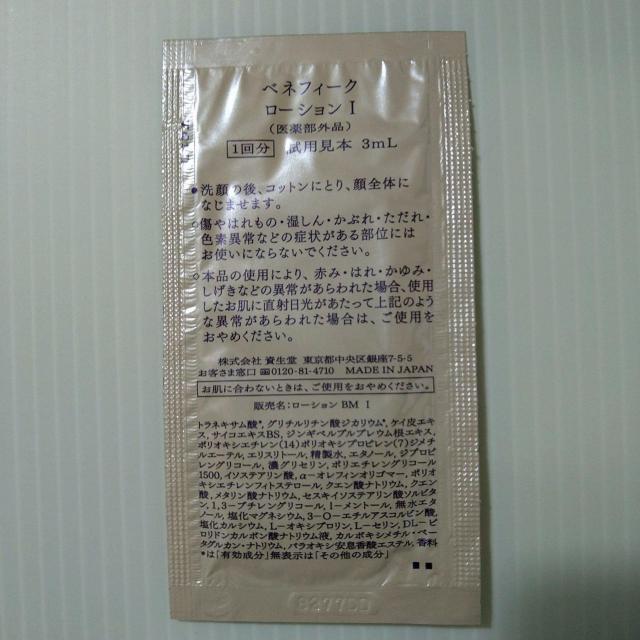 ベネフィーク
ローション I
（医薬部外品）
1回分 試用見本 3mL
●洗顔の後、コットンにとり、顔全体に
なじませます。
○傷やはれもの・湿しん・かぶれ・ただれ・
色素異常などの症状がある部位には
お使いにならないでください。
○本品の使用により、赤み・はれ・かゆみ・
しげきなどの異常があらわれた場合、使用
したお肌に直射日光があたって上記のよう
な異常があらわれた場合は、ご使用を
おやめください。
株式会社 資生堂 東京都中央区銀座7-5-5
お客さま窓口 0120-81-4710 MADE IN JAPAN
お肌に合わないときは、ご使用をおやめください。
販売名:ローション BM I
トラネキサム酸*, グリチルリチン酸ジカリウム*, ケイ皮エキ
ス, サイコエキスBS, ジンギベルプルプレウム根エキス,
ポリオキシエチレン(14)ポリオキシプロピレン(7)ジメチ
ルエーテル, エリスリトール, 精製水, エタノール, ジプロピ
レングリコール, 濃グリセリン, ポリエチレングリコール
1500, イソステアリン酸, α-オレフィンオリゴマー, ポリオ
キシエチレンフィトステロール, クエン酸ナトリウム, クエン
酸, メタリン酸ナトリウム, セスキイソステアリン酸ソルビタ
ン, 1,3-ブチレングリコール, l-メントール, 無水エタ
ノール, 塩化マグネシウム, 3-O-エチルアスコルビン酸,
塩化カルシウム, L-オキシプロリン, L-セリン, DL-ピ
ロリドンカルボン酸ナトリウム液, カルボキシメチル・ベー
タグルカン・ナトリウム, パラオキシ安息香酸エステル, 香料
*は「有効成分」無表示は「その他の成分」